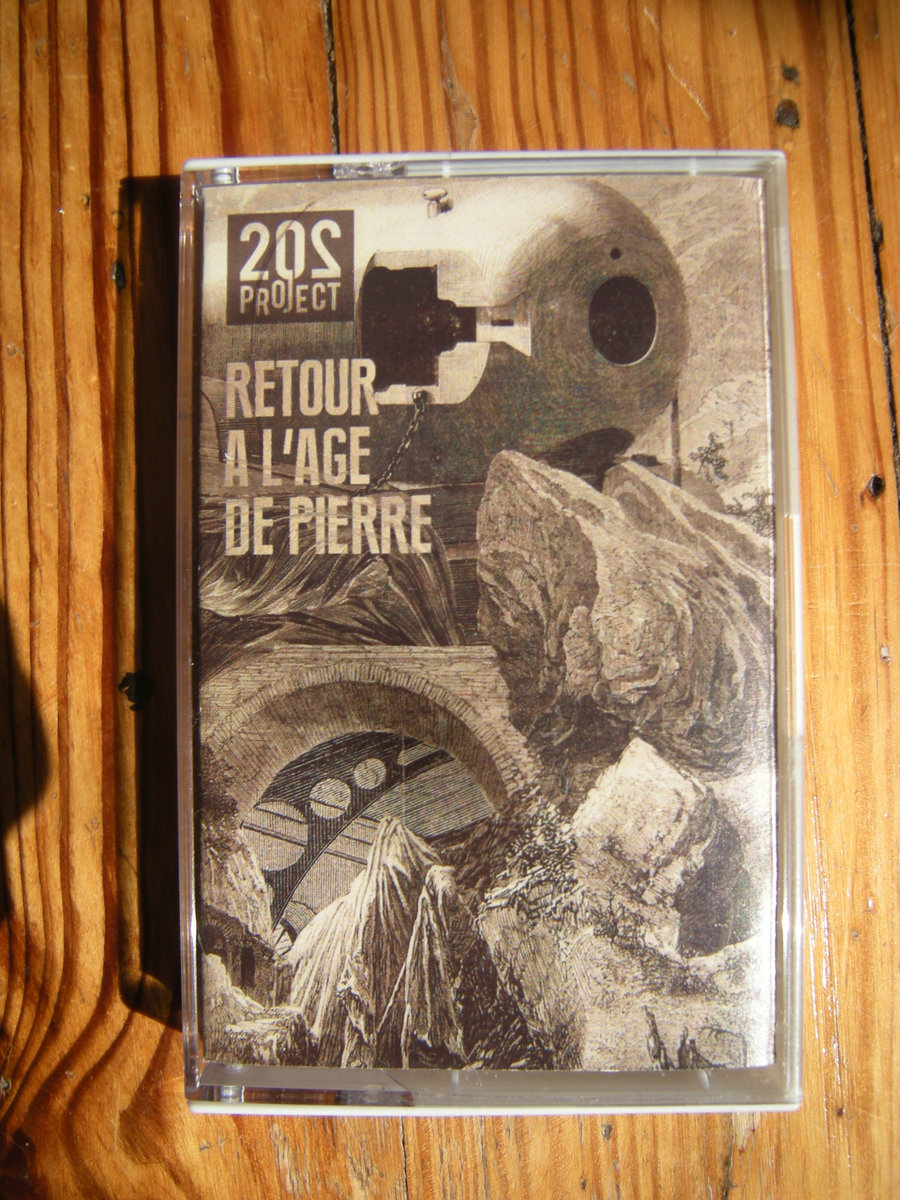 202
PROJECT
RETOUR
A L'AGE
DE PIERRE